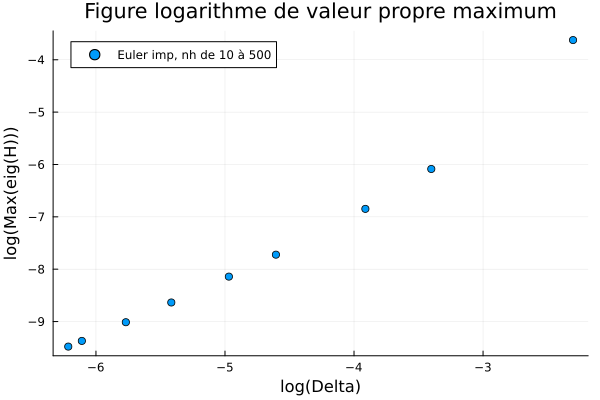 Figure logarithme de valeur propre maximum
Euler imp, nh de 10 à 500
log(Max(eig(H)))
−4
−5
−6
−7
−8
−9
−6
−5
−4
−3
log(Delta)